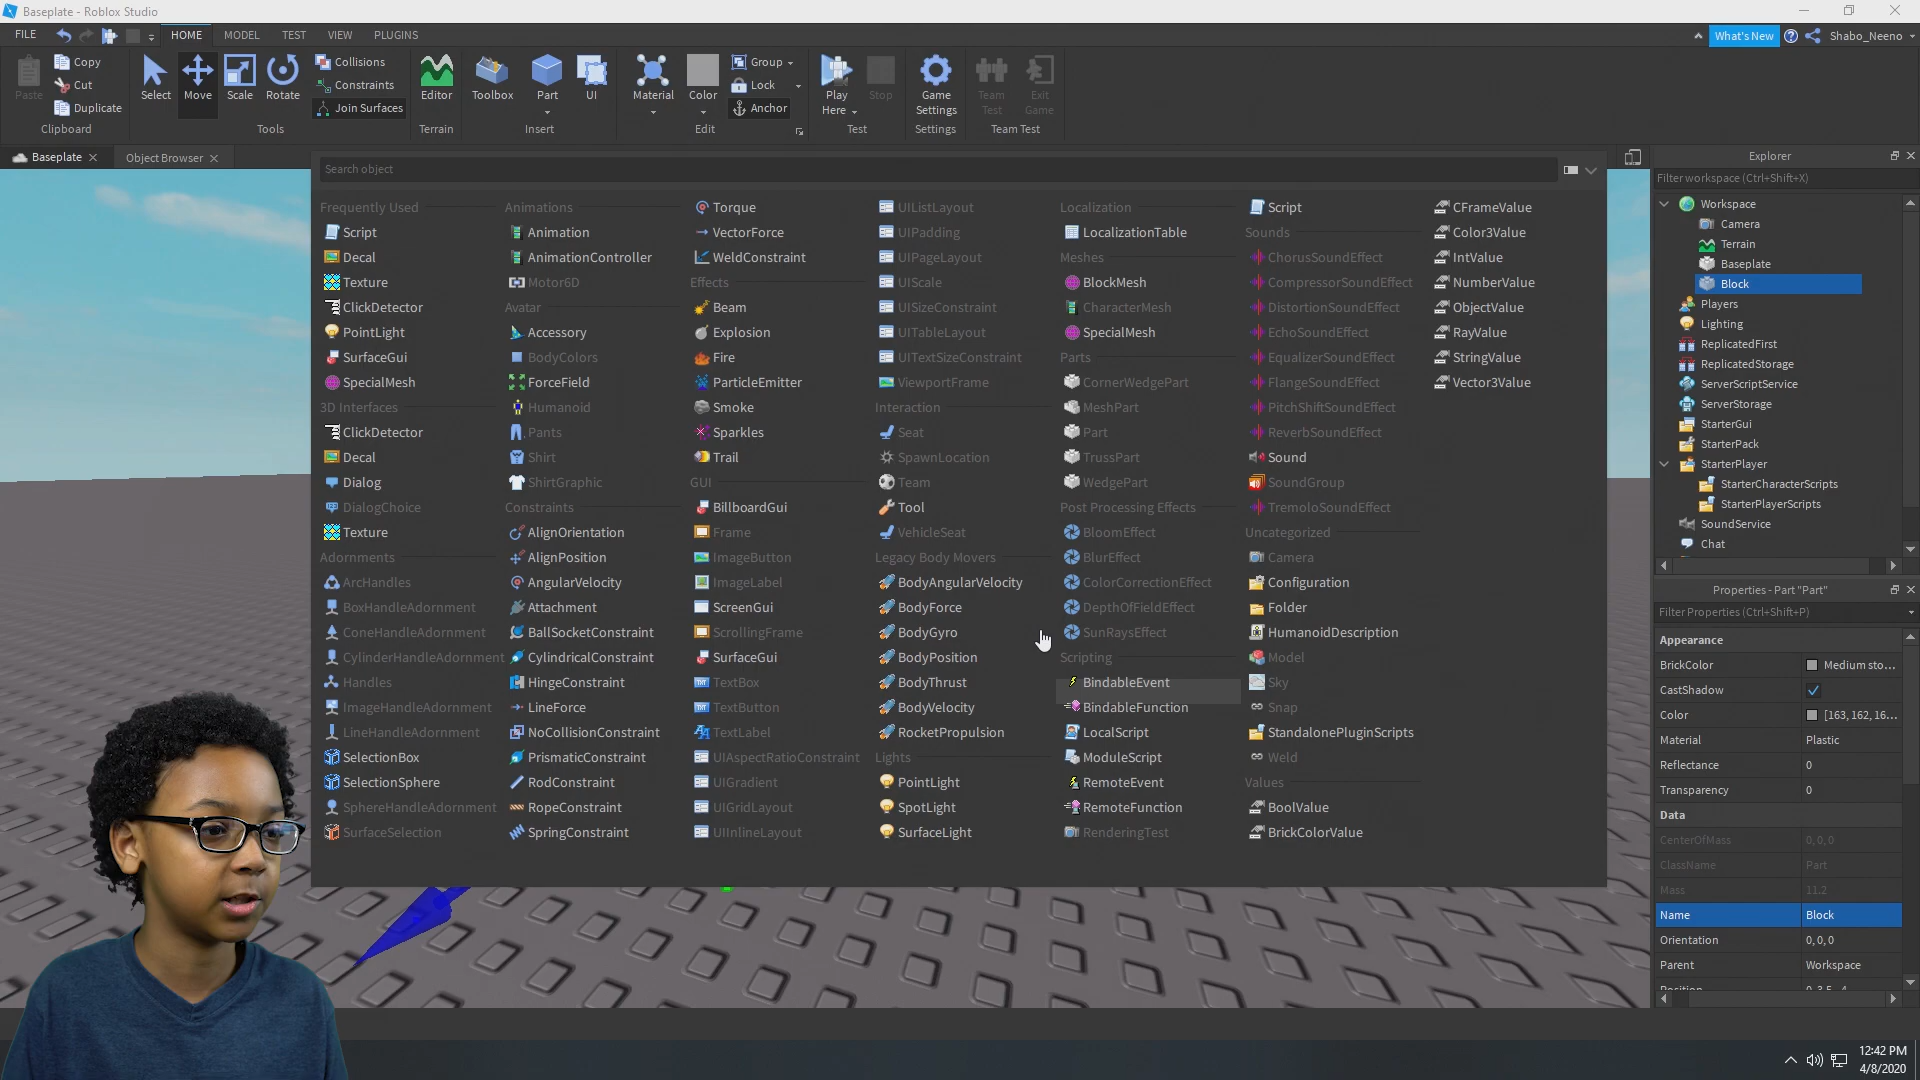 Baseplate - Roblox Studio
FILE
HOME
MODEL
TEST
VIEW
PLUGINS
What's New
Shabo_Neeno
Paste
Copy
Cut
Duplicate
Clipboard
Select
Move
Scale
Rotate
Collisions
Constraints
Join Surfaces
Tools
Editor
Terrain
Toolbox
Part
UI
Insert
Material
Color
Group
Lock
Anchor
Edit
Play
Here
Stop
Test
Game
Settings
Settings
Team
Test
Exit
Game
Team Test
Baseplate
Object Browser
Search object
Frequently Used
Script
Decal
Texture
ClickDetector
PointLight
SurfaceGui
SpecialMesh
3D Interfaces
ClickDetector
Decal
Dialog
DialogChoice
Texture
Adornments
ArcHandles
BoxHandleAdornment
ConeHandleAdornment
CylinderHandleAdornment
Handles
ImageHandleAdornment
LineHandleAdornment
SelectionBox
SelectionSphere
SphereHandleAdornment
SurfaceSelection
Animations
Animation
AnimationController
Motor6D
Avatar
Accessory
BodyColors
ForceField
Humanoid
Pants
Shirt
ShirtGraphic
Constraints
AlignOrientation
AlignPosition
AngularVelocity
Attachment
BallSocketConstraint
CylindricalConstraint
HingeConstraint
LineForce
NoCollisionConstraint
PrismaticConstraint
RodConstraint
RopeConstraint
SpringConstraint
Torque
VectorForce
WeldConstraint
Effects
Beam
Explosion
Fire
ParticleEmitter
Smoke
Sparkles
Trail
GUI
BillboardGui
Frame
ImageButton
ImageLabel
ScreenGui
ScrollingFrame
SurfaceGui
TextBox
TextButton
TextLabel
UIAspectRatioConstraint
UIGradient
UIGridLayout
UIInlineLayout
UIListLayout
UIPadding
UIPageLayout
UIScale
UISizeConstraint
UITableLayout
UITextSizeConstraint
ViewportFrame
Interaction
Seat
SpawnLocation
Team
Tool
VehicleSeat
Legacy Body Movers
BodyAngularVelocity
BodyForce
BodyGyro
BodyPosition
BodyThrust
BodyVelocity
RocketPropulsion
Lights
PointLight
SpotLight
SurfaceLight
Localization
LocalizationTable
Meshes
BlockMesh
CharacterMesh
SpecialMesh
Parts
CornerWedgePart
MeshPart
Part
TrussPart
WedgePart
Post Processing Effects
BloomEffect
BlurEffect
ColorCorrectionEffect
DepthOfFieldEffect
SunRaysEffect
Scripting
BindableEvent
BindableFunction
LocalScript
ModuleScript
RemoteEvent
RemoteFunction
RenderingTest
Script
Sounds
ChorusSoundEffect
CompressorSoundEffect
DistortionSoundEffect
EchoSoundEffect
EqualizerSoundEffect
FlangeSoundEffect
PitchShiftSoundEffect
ReverbSoundEffect
Sound
SoundGroup
TremoloSoundEffect
Uncategorized
Camera
Configuration
Folder
HumanoidDescription
Model
Sky
Snap
StandalonePluginScripts
Weld
Values
BoolValue
BrickColorValue
CFrameValue
Color3Value
IntValue
NumberValue
ObjectValue
RayValue
StringValue
Vector3Value
Explorer
Filter workspace (Ctrl+Shift+X)
Workspace
Camera
Terrain
Baseplate
Block
Players
Lighting
ReplicatedFirst
ReplicatedStorage
ServerScriptService
ServerStorage
StarterGui
StarterPack
StarterPlayer
StarterCharacterScripts
StarterPlayerScripts
SoundService
Chat
Properties - Part "Part"
Filter Properties (Ctrl+Shift+P)
Appearance
BrickColor Medium sto...
CastShadow
Color [163, 162, 16...
Material Plastic
Reflectance 0
Transparency 0
Data
CenterOfMass 0, 0, 0
ClassName Part
Mass 11.2
Name Block
Orientation 0, 0, 0
Parent Workspace
12:42 PM
4/8/2020